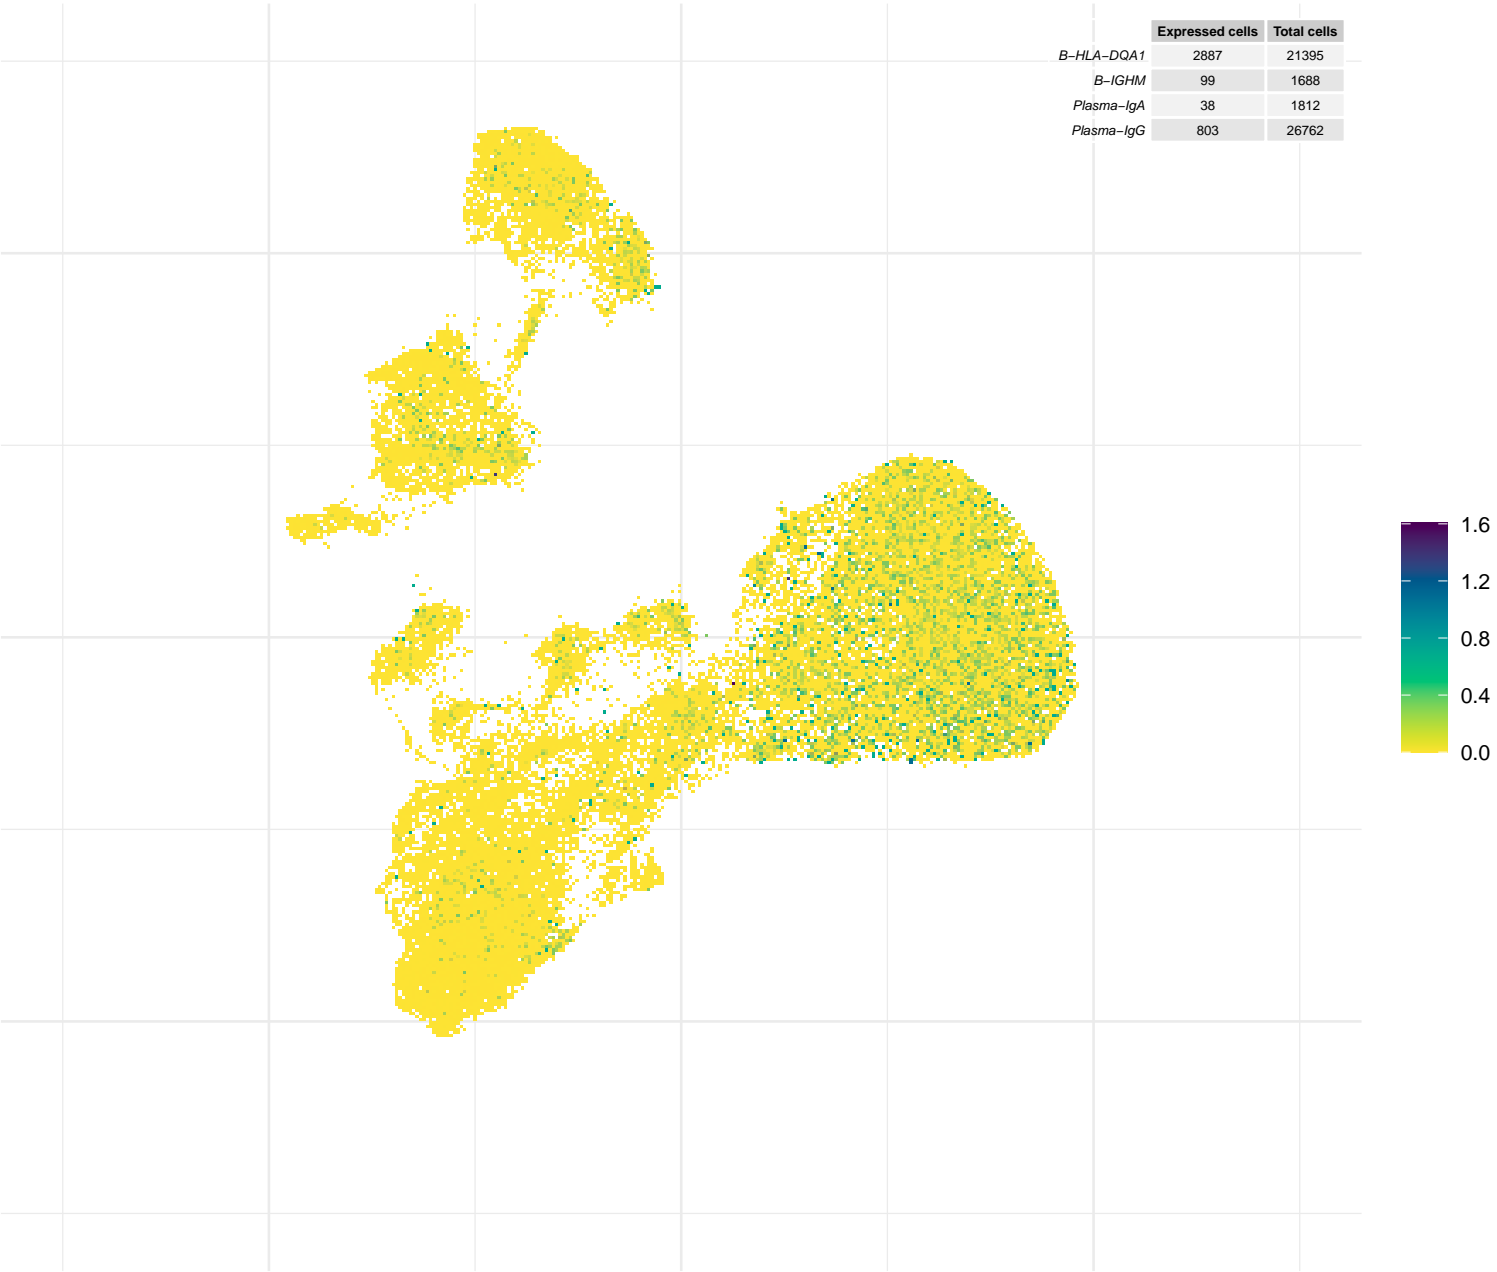 Expressed cells Total cells
B–HLA–DQA1 2887 21395
B–IGHM 99 1688
Plasma–IgA 38 1812
Plasma–IgG 803 26762
1.6
1.2
0.8
0.4
0.0